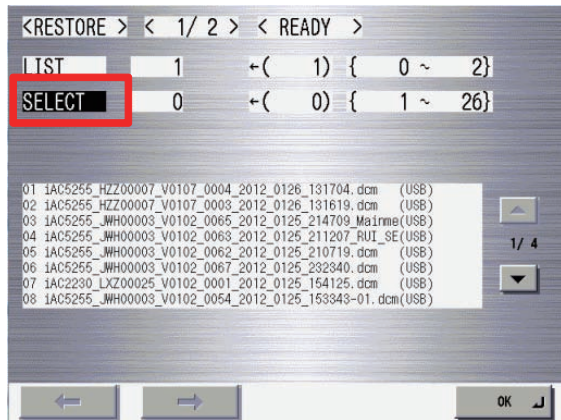 <RESTORE > < 1/ 2 > < READY >
LIST 1 ←( 1) { 0 ~ 2}
SELECT 0 ←( 0) { 1 ~ 26}
01 iAC5255_HZZ00007_V0107_0004_2012_0126_131704.dcm (USB)
02 iAC5255_HZZ00007_V0107_0003_2012_0126_131619.dcm (USB)
03 iAC5255_JWH00003_V0102_0065_2012_0125_214709_Mainme(USB)
04 iAC5255_JWH00003_V0102_0063_2012_0125_211207_RUI_SE(USB)
05 iAC5255_JWH00003_V0102_0062_2012_0125_210719.dcm (USB)
06 iAC5255_JWH00003_V0102_0067_2012_0125_232340.dcm (USB)
07 iAC2230_LXZ00025_V0102_0001_2012_0125_154125.dcm (USB)
08 iAC5255_JWH00003_V0102_0054_2012_0125_153343-01.dcm(USB)
1/ 4
OK